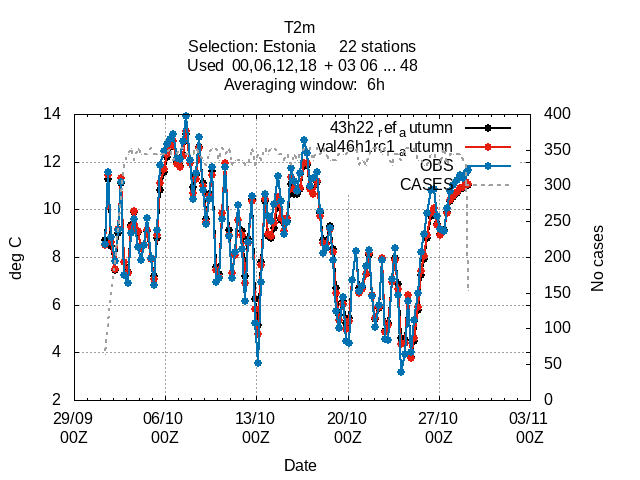 T2m
Selection: Estonia 22 stations
Used 00,06,12,18 + 03 06 ... 48
Averaging window: 6h
14
12
10
8
6
4
2
deg C
400
350
300
250
200
150
100
50
0
No cases
43h22_ref_autumn
val46h1rc1_autumn
OBS
CASES
29/09 06/10 13/10 20/10 27/10 03/11
00Z 00Z 00Z 00Z 00Z 00Z
Date